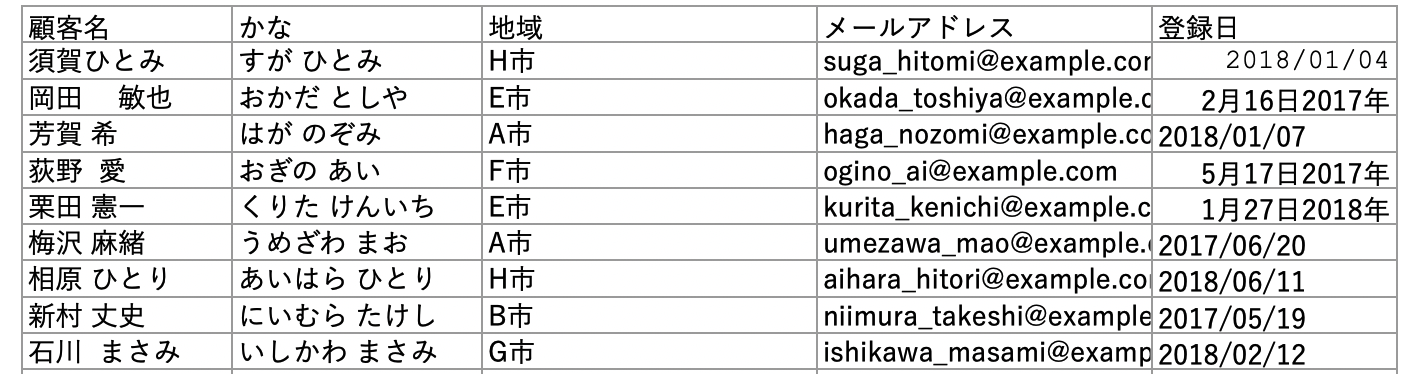 顧客名 かな 地域 メールアドレス 登録日
須賀ひとみ すが ひとみ H市 suga_hitomi@example.cor 2018/01/04
岡田　敏也 おかだ としや E市 okada_toshiya@example.c 2月16日2017年
芳賀 希 はが のぞみ A市 haga_nozomi@example.co 2018/01/07
荻野  愛 おぎの あい F市 ogino_ai@example.com 5月17日2017年
栗田 憲一 くりた けんいち E市 kurita_kenichi@example.c 1月27日2018年
梅沢 麻緒 うめざわ まお A市 umezawa_mao@example. 2017/06/20
相原 ひとり あいはら ひとり H市 aihara_hitori@example.co 2018/06/11
新村 丈史 にいむら たけし B市 niimura_takeshi@example 2017/05/19
石川  まさみ いしかわ まさみ G市 ishikawa_masami@examp 2018/02/12